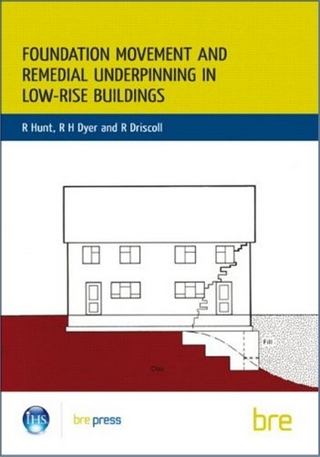 FOUNDATION MOVEMENT AND
REMEDIAL UNDERPINNING IN
LOW-RISE BUILDINGS
R Hunt, R H Dyer and R Driscoll
Fill
Clay
IHS
bre press
bre